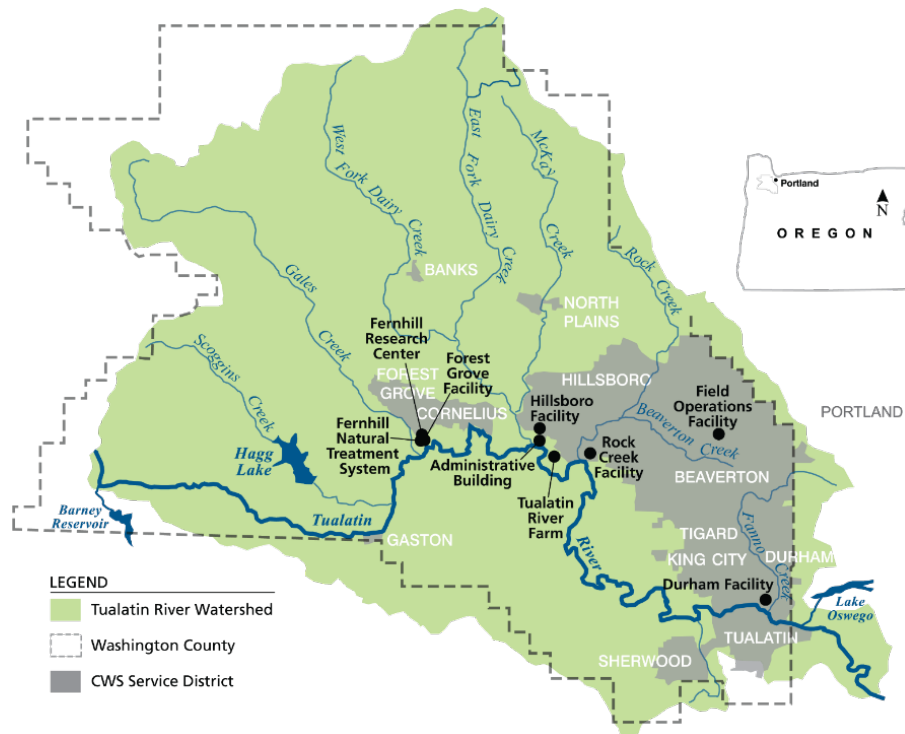 West Fork Dairy Creek
East Fork Dairy Creek
McKay Creek
Rock Creek
Portland
N
OREGON
BANKS
Gales Creek
NORTH
PLAINS
Fernhill
Research
Center
Forest
Grove
Facility
Scoggins Creek
FOREST
GROVE
CORNELIUS
HILLSBORO
Hillsboro
Facility
Field
Operations
Facility
PORTLAND
Beaverton Creek
Fernhill
Natural
Treatment
System
Administrative
Building
Rock
Creek
Facility
Hagg
Lake
BEAVERTON
Tualatin
River
Farm
Barney
Reservoir
Tualatin
River
GASTON
TIGARD
KING CITY
Fanno Creek
DURHAM
Durham Facility
Lake
Oswego
TUALATIN
SHERWOOD
LEGEND
Tualatin River Watershed
Washington County
CWS Service District